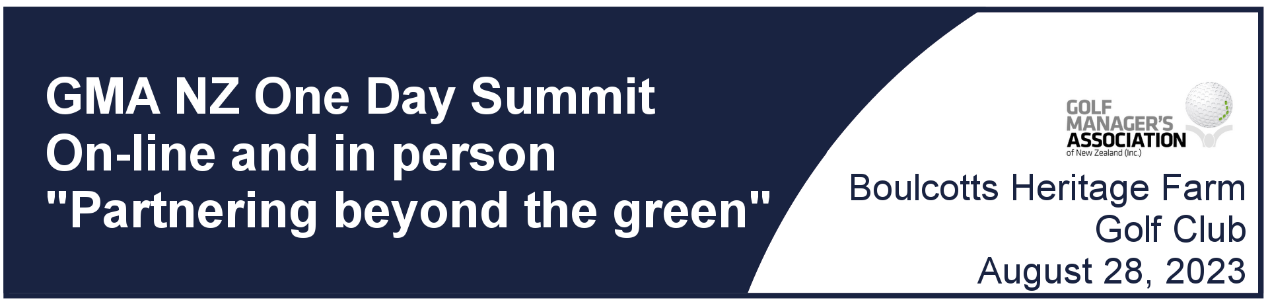 GMA NZ One Day Summit
On-line and in person
"Partnering beyond the green"
GOLF
MANAGER'S
ASSOCIATION
of New Zealand (Inc.)
Boulcotts Heritage Farm
Golf Club
August 28, 2023